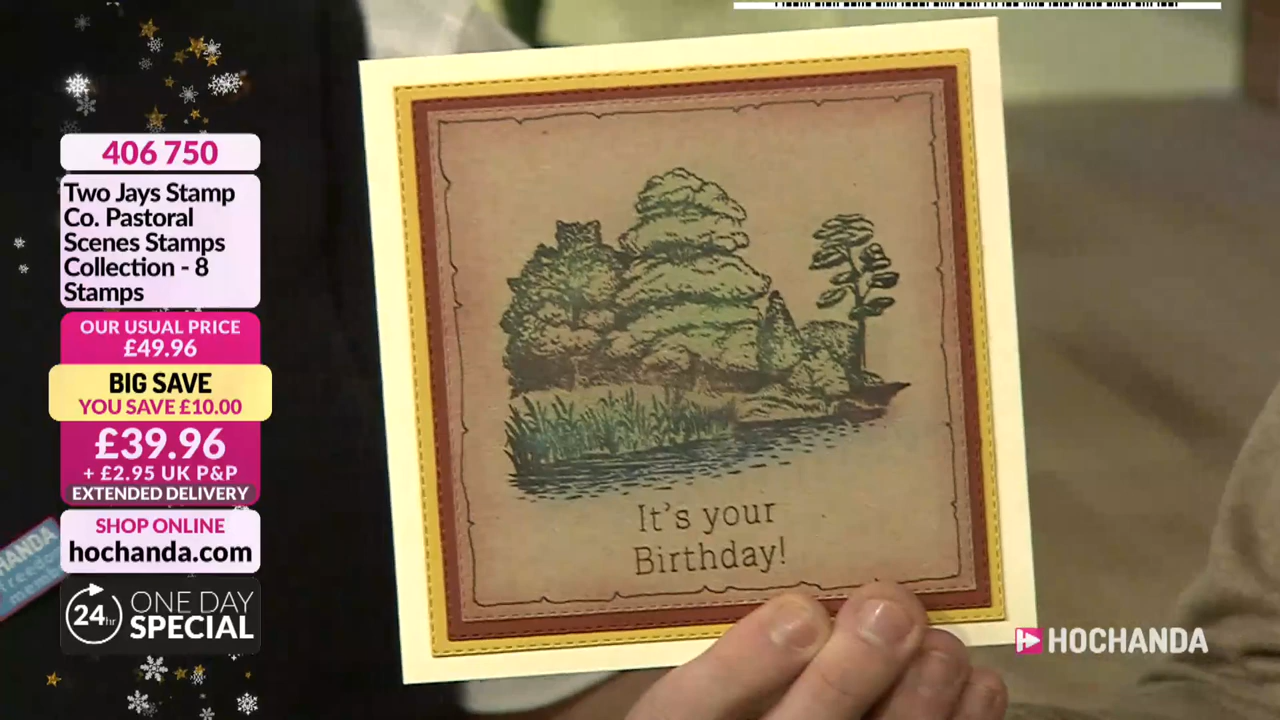 406 750
Two Jays Stamp
Co. Pastoral
Scenes Stamps
Collection - 8
Stamps
OUR USUAL PRICE
£49.96
BIG SAVE
YOU SAVE £10.00
£39.96
+ £2.95 UK P&P
EXTENDED DELIVERY
SHOP ONLINE
hochanda.com
24hr ONE DAY
SPECIAL
It's your
Birthday!
HOCHANDA